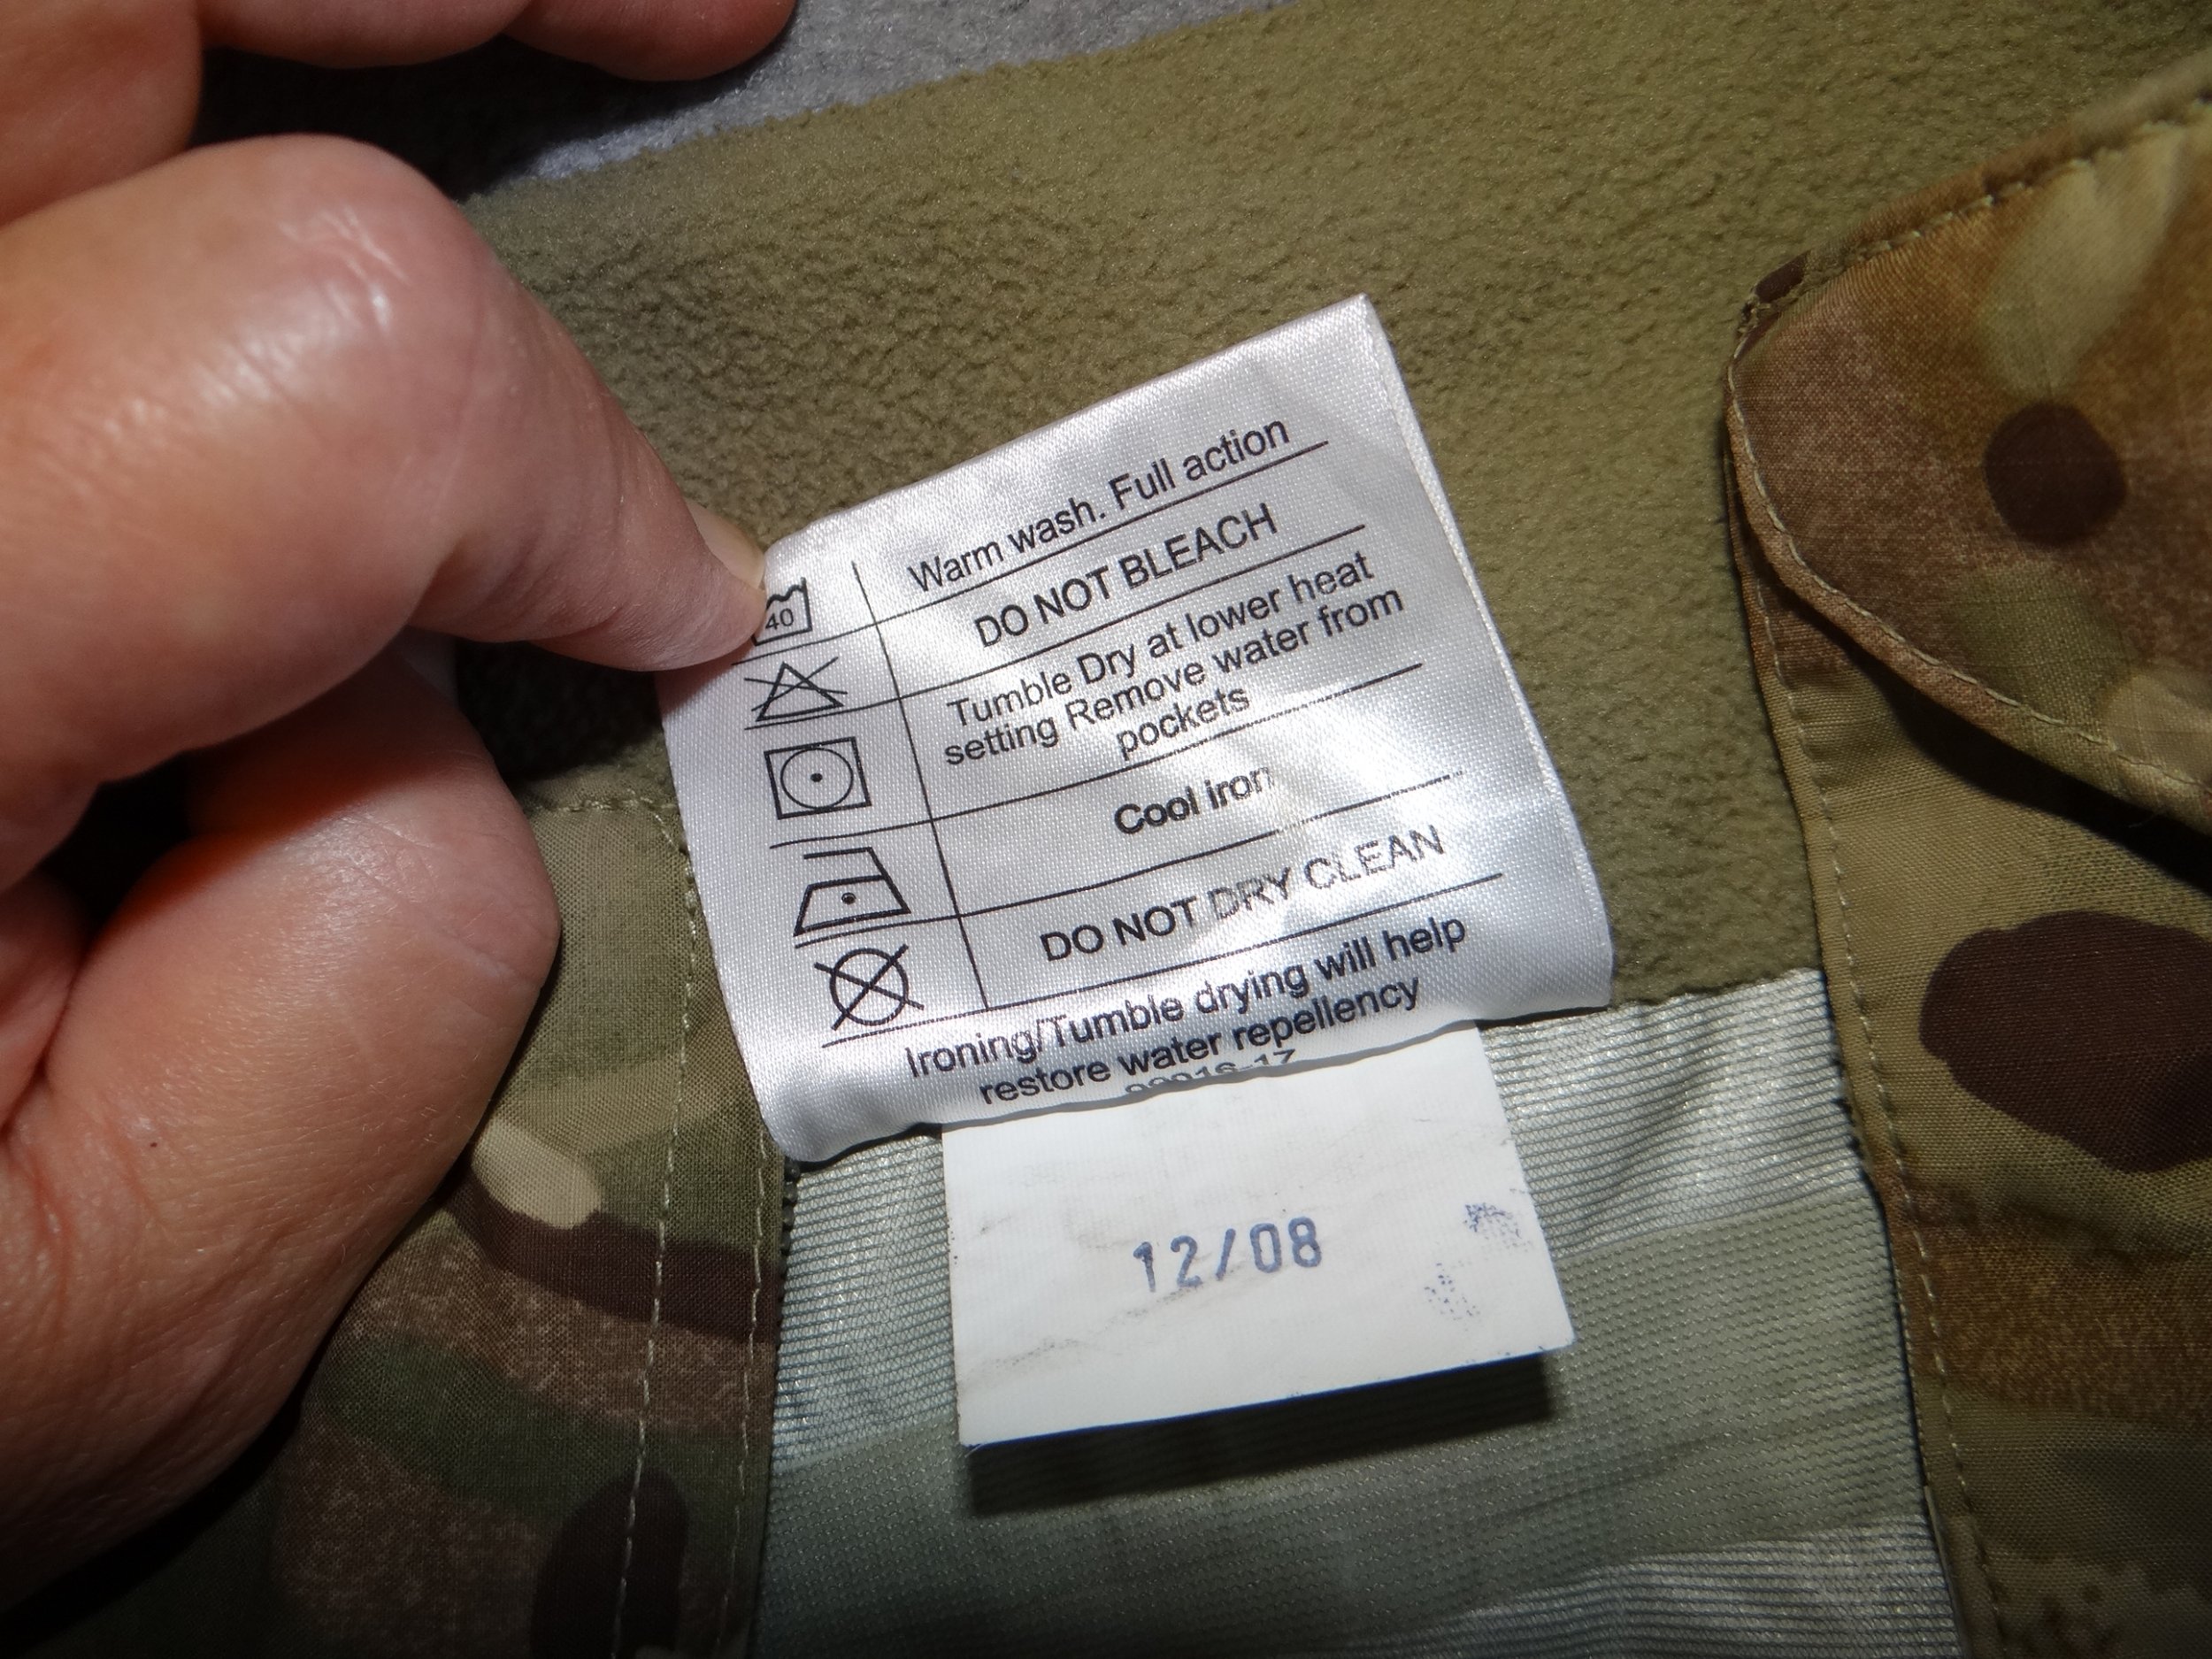 40
Warm wash. Full action
DO NOT BLEACH
Tumble Dry at lower heat
setting Remove water from
pockets
Cool iron
DO NOT DRY CLEAN
Ironing/Tumble drying will help
restore water repellency
12/08